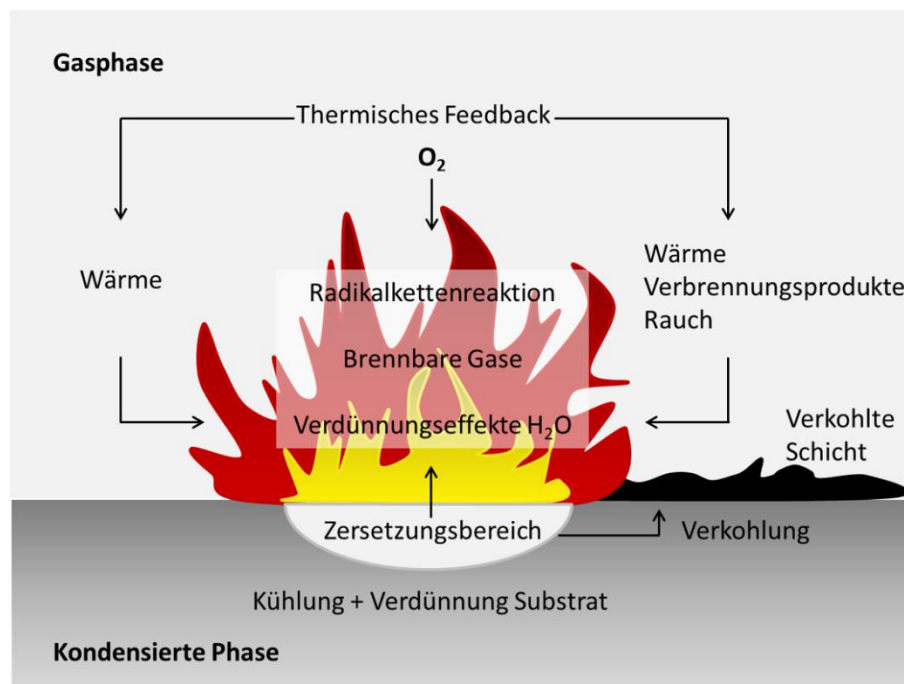 Gasphase
Thermisches Feedback
O₂
Wärme
Wärme
Verbrennungsprodukte
Rauch
Radikalkettenreaktion
Brennbare Gase
Verdünnungseffekte H₂O
Verkohlte
Schicht
Zersetzungsbereich
Verkohlung
Kühlung + Verdünnung Substrat
Kondensierte Phase